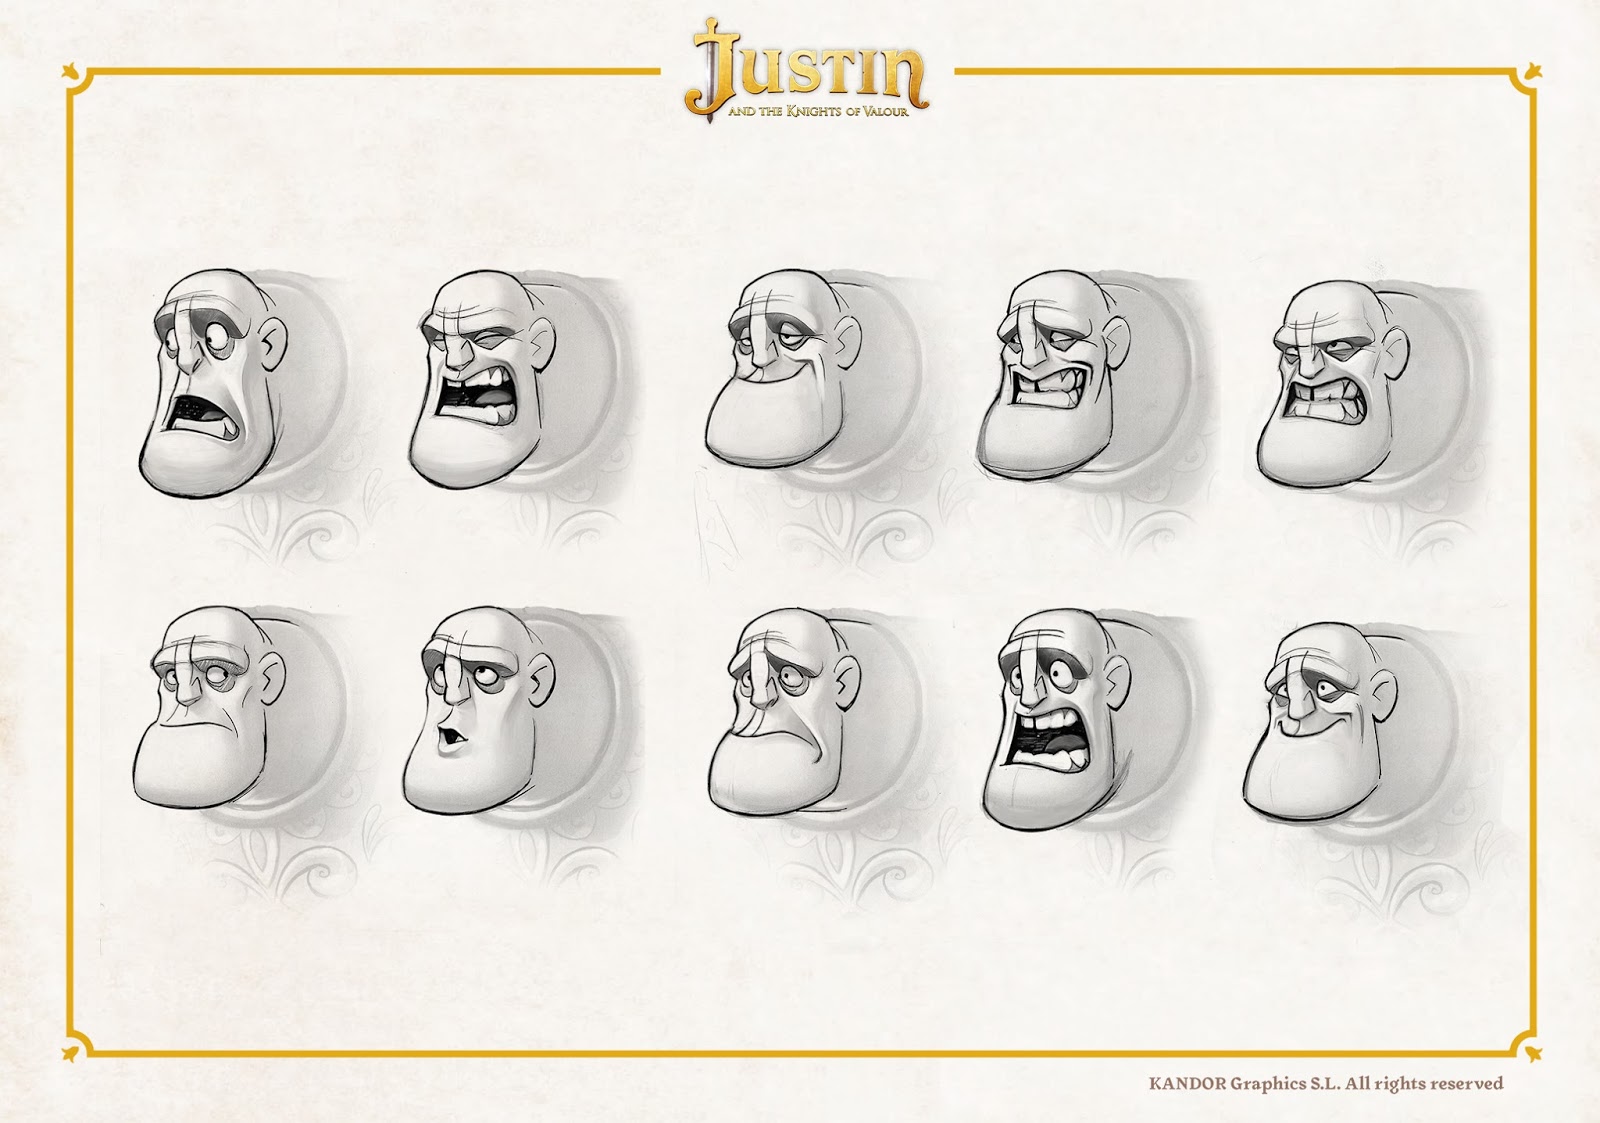 JUSTIN
AND THE KNIGHTS OF VALOUR
KANDOR Graphics S.L. All rights reserved